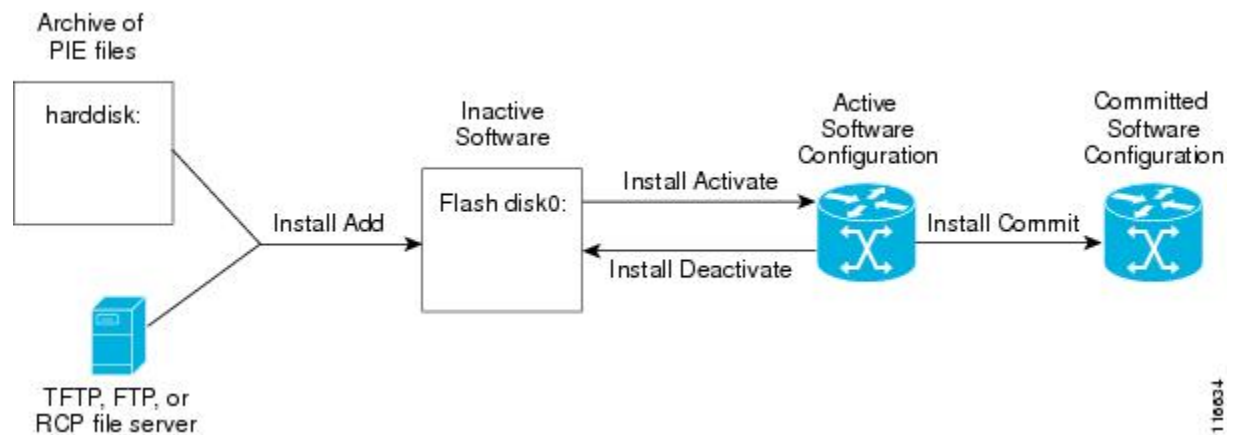 Archive of
PIE files
harddisk:
Inactive
Software
Flash disk0:
Install Add
Install Activate
Install Deactivate
Active
Software
Configuration
Install Commit
Committed
Software
Configuration
TFTP, FTP, or
RCP file server
116634